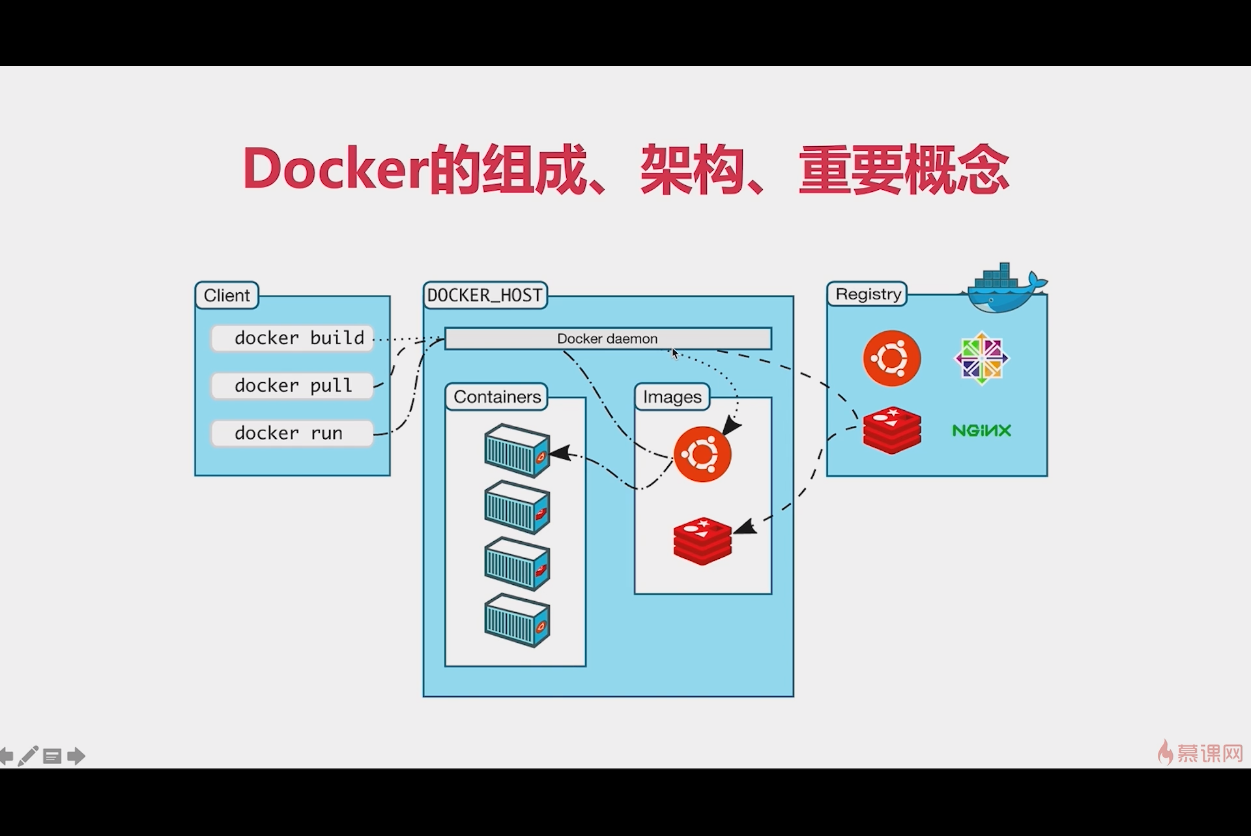 Docker的组成、架构、重要概念
Client
docker build
docker pull
docker run
DOCKER_HOST
Docker daemon
Containers
Images
Registry
NGiNX
慕课网